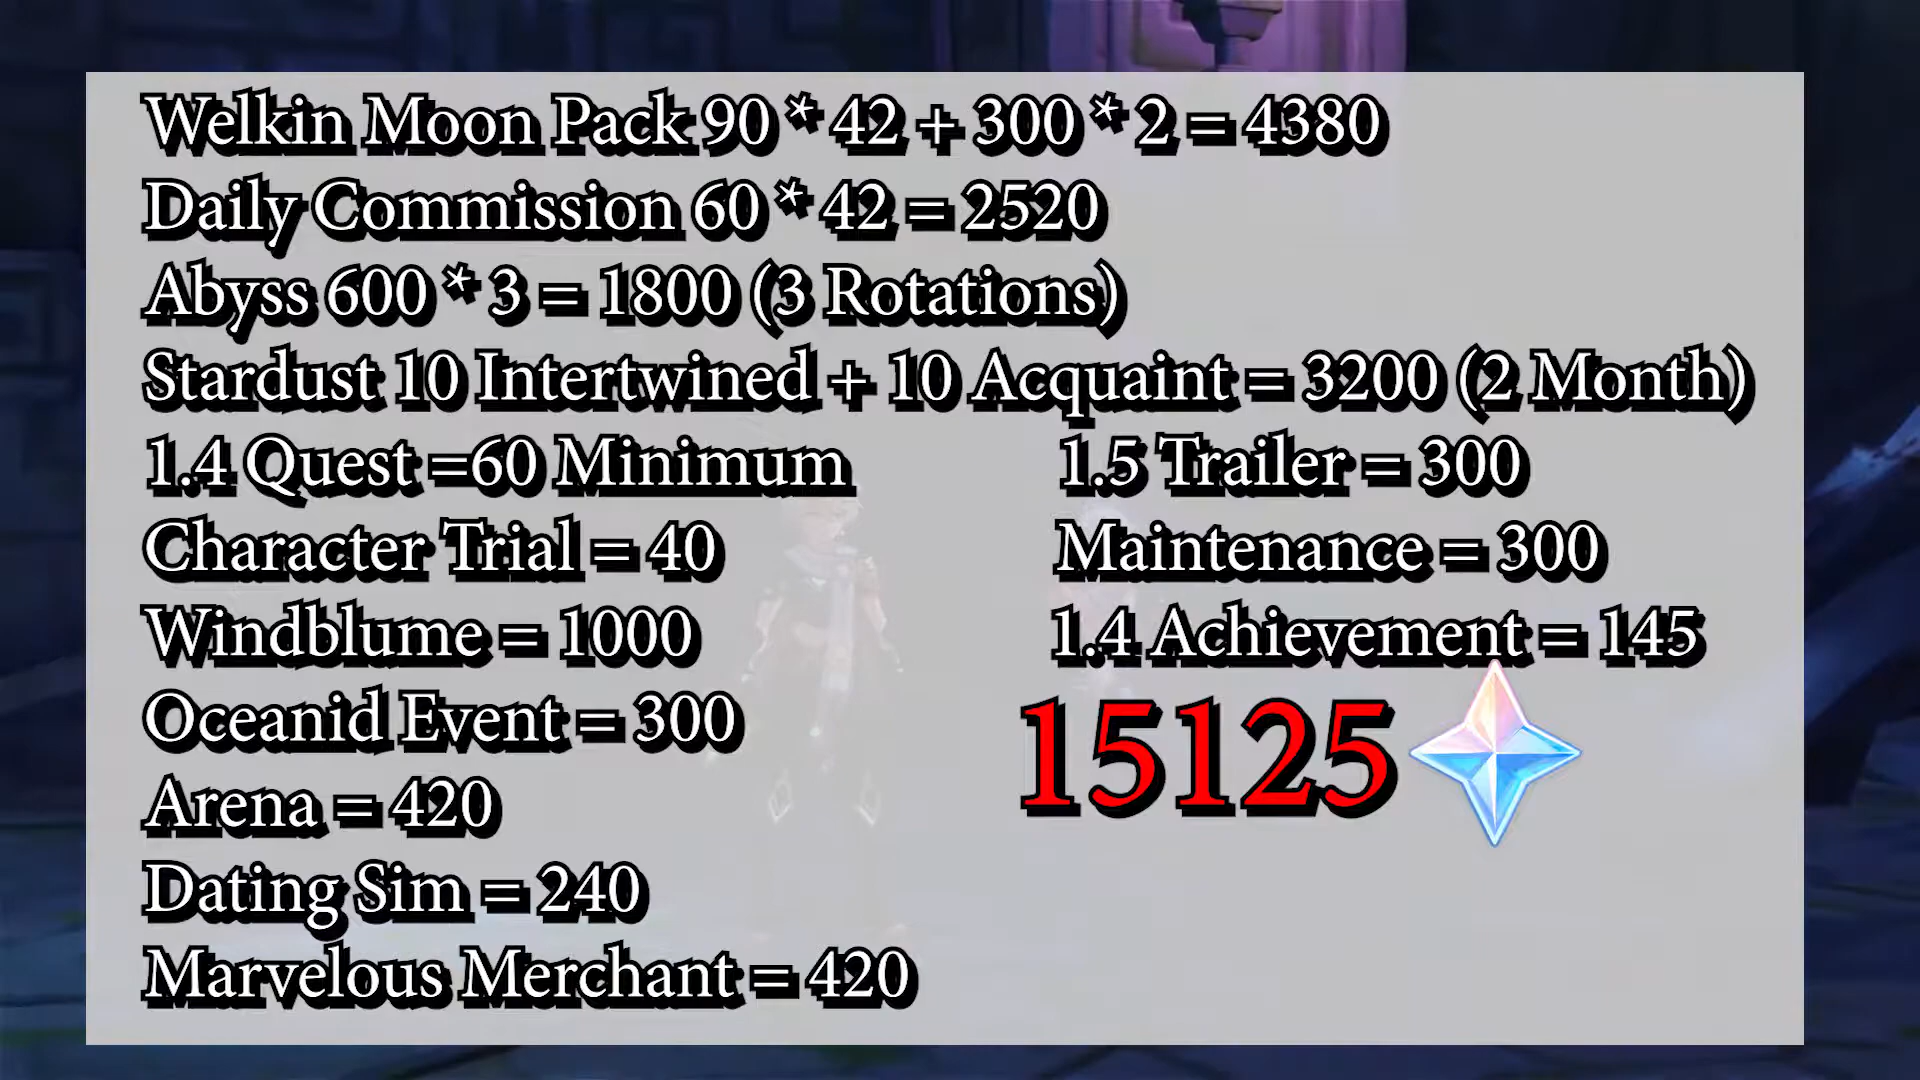 Welkin Moon Pack 90 * 42 + 300 * 2 = 4380
Daily Commission 60 * 42 = 2520
Abyss 600 * 3 = 1800 (3 Rotations)
Stardust 10 Intertwined + 10 Acquaint = 3200 (2 Month)
1.4 Quest =60 Minimum
Character Trial = 40
Windblume = 1000
Oceanid Event = 300
Arena = 420
Dating Sim = 240
Marvelous Merchant = 420
1.5 Trailer = 300
Maintenance = 300
1.4 Achievement = 145
15125